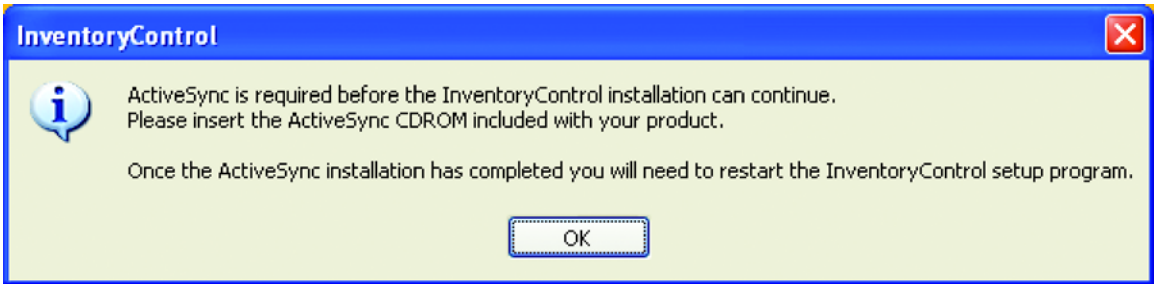 InventoryControl
ActiveSync is required before the InventoryControl installation can continue.
Please insert the ActiveSync CDROM included with your product.
Once the ActiveSync installation has completed you will need to restart the InventoryControl setup program.
OK